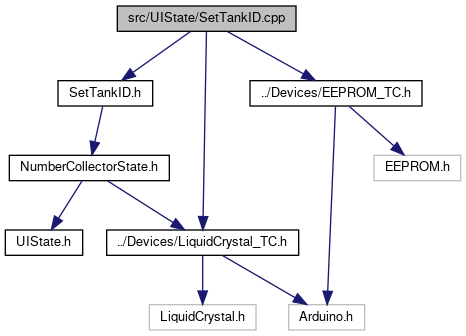 src/UIState/SetTankID.cpp
SetTankID.h
../Devices/EEPROM_TC.h
NumberCollectorState.h
EEPROM.h
UIState.h
../Devices/LiquidCrystal_TC.h
LiquidCrystal.h
Arduino.h